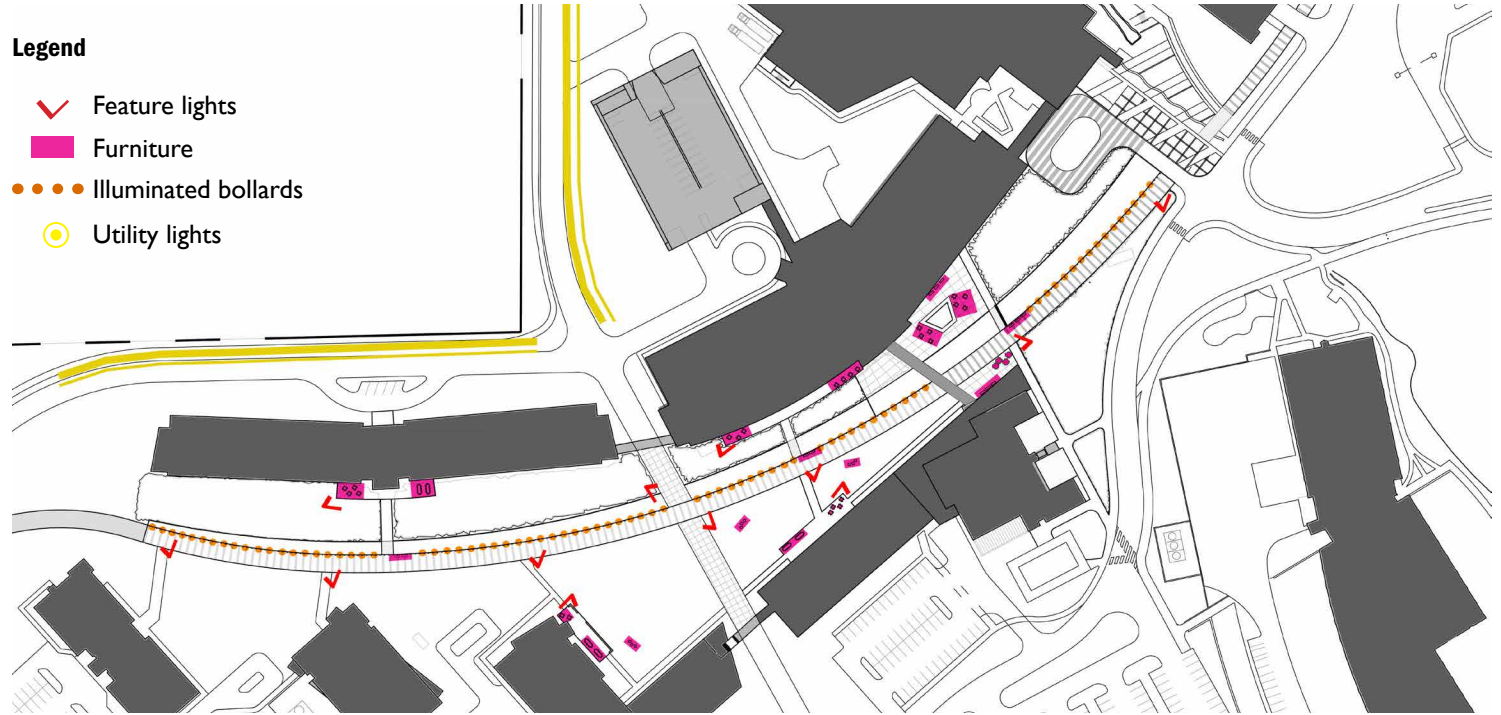 Legend
Feature lights
Furniture
Illuminated bollards
Utility lights